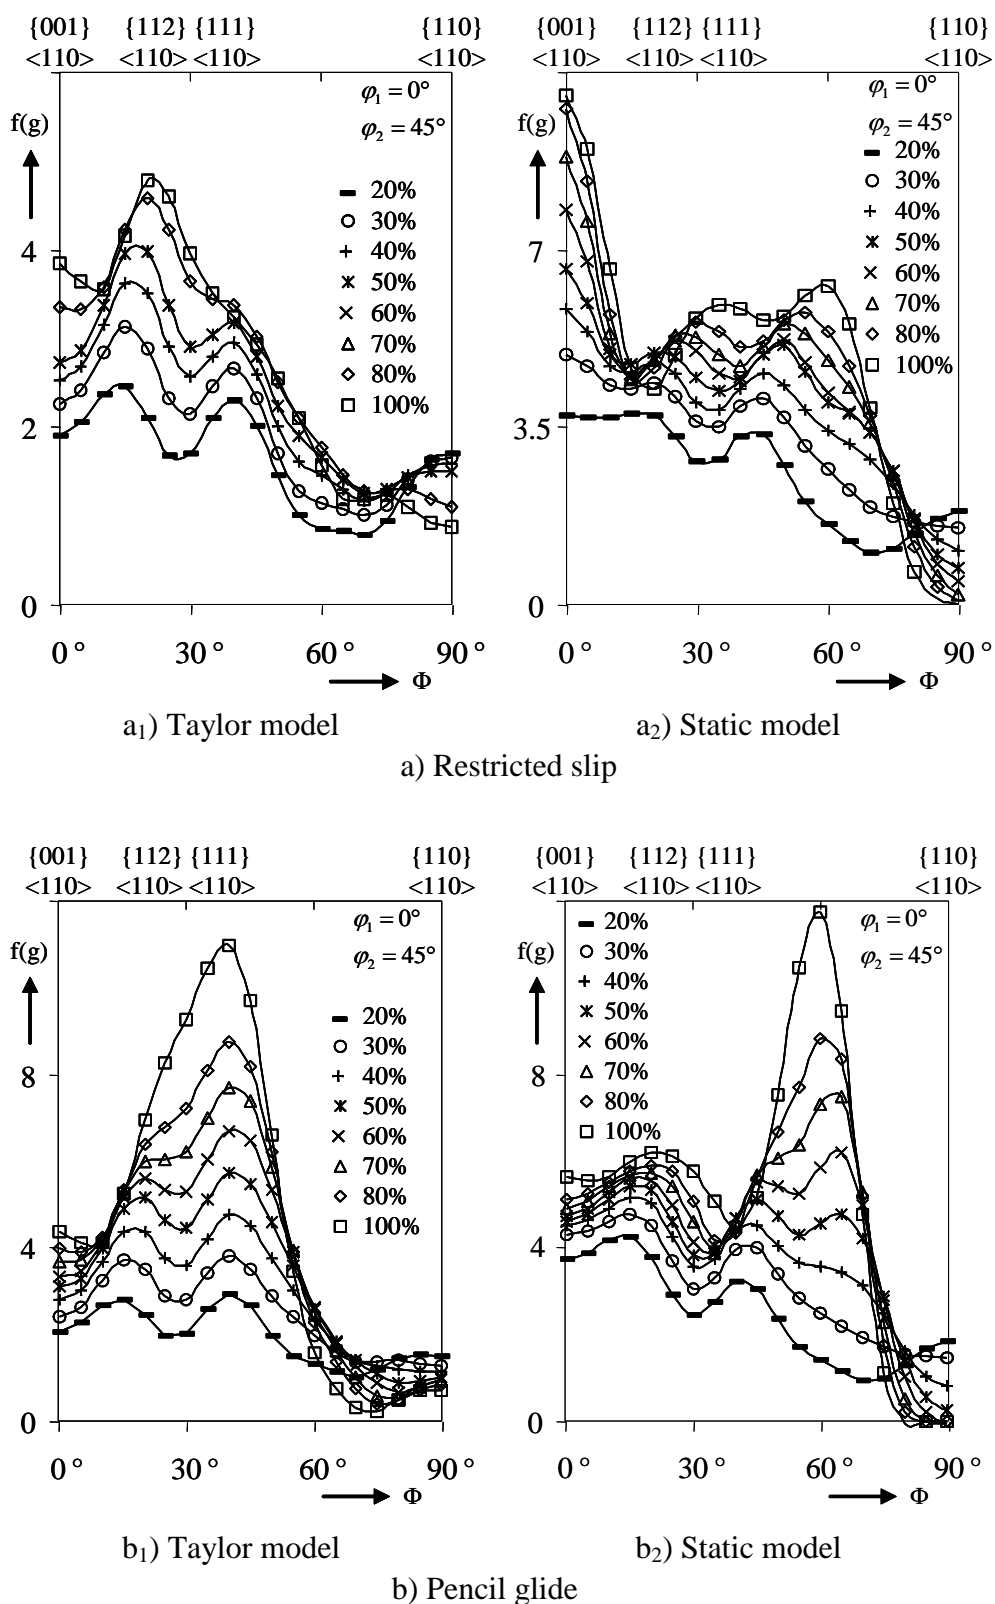 {001} {112} {111} {110}
<110> <110> <110> <110>
f(g)
φ1 = 0°
φ2 = 45°
20%
30%
40%
50%
60%
70%
80%
100%
4
2
0
0° 30° 60° 90°
Φ
a1) Taylor model
{001} {112} {111} {110}
<110> <110> <110> <110>
f(g)
φ1 = 0°
φ2 = 45°
20%
30%
40%
50%
60%
70%
80%
100%
7
3.5
0
0° 30° 60° 90°
Φ
a2) Static model
a) Restricted slip
{001} {112} {111} {110}
<110> <110> <110> <110>
f(g)
φ1 = 0°
φ2 = 45°
20%
30%
40%
50%
60%
70%
80%
100%
8
4
0
0° 30° 60° 90°
Φ
b1) Taylor model
{001} {112} {111} {110}
<110> <110> <110> <110>
f(g)
20%
30%
40%
50%
60%
70%
80%
100%
φ1 = 0°
φ2 = 45°
8
4
0
0° 30° 60° 90°
Φ
b2) Static model
b) Pencil glide